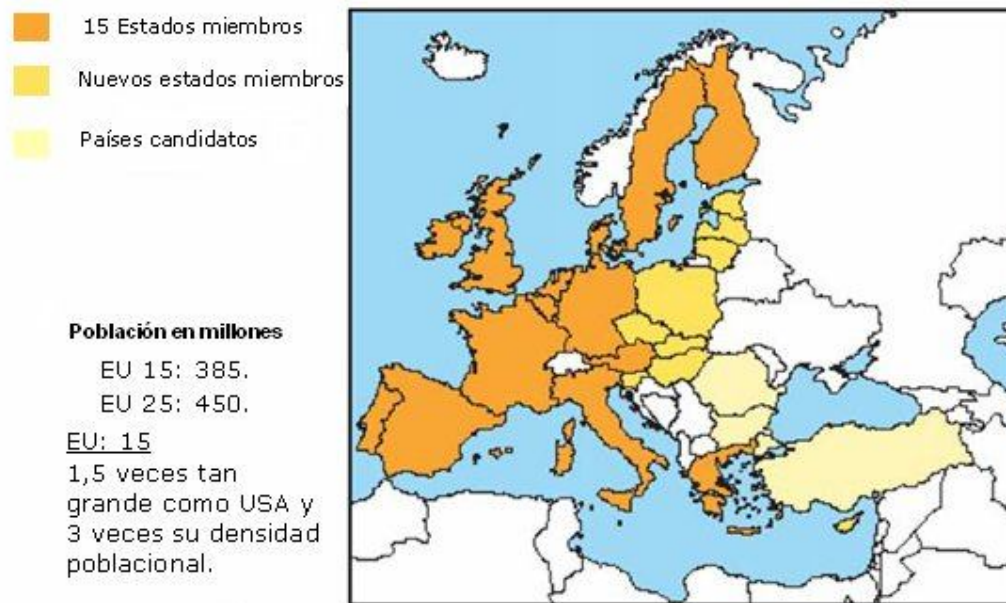 15 Estados miembros
Nuevos estados miembros
Países candidatos
Población en millones
EU 15: 385.
EU 25: 450.
EU: 15
1,5 veces tan
grande como USA y
3 veces su densidad
poblacional.